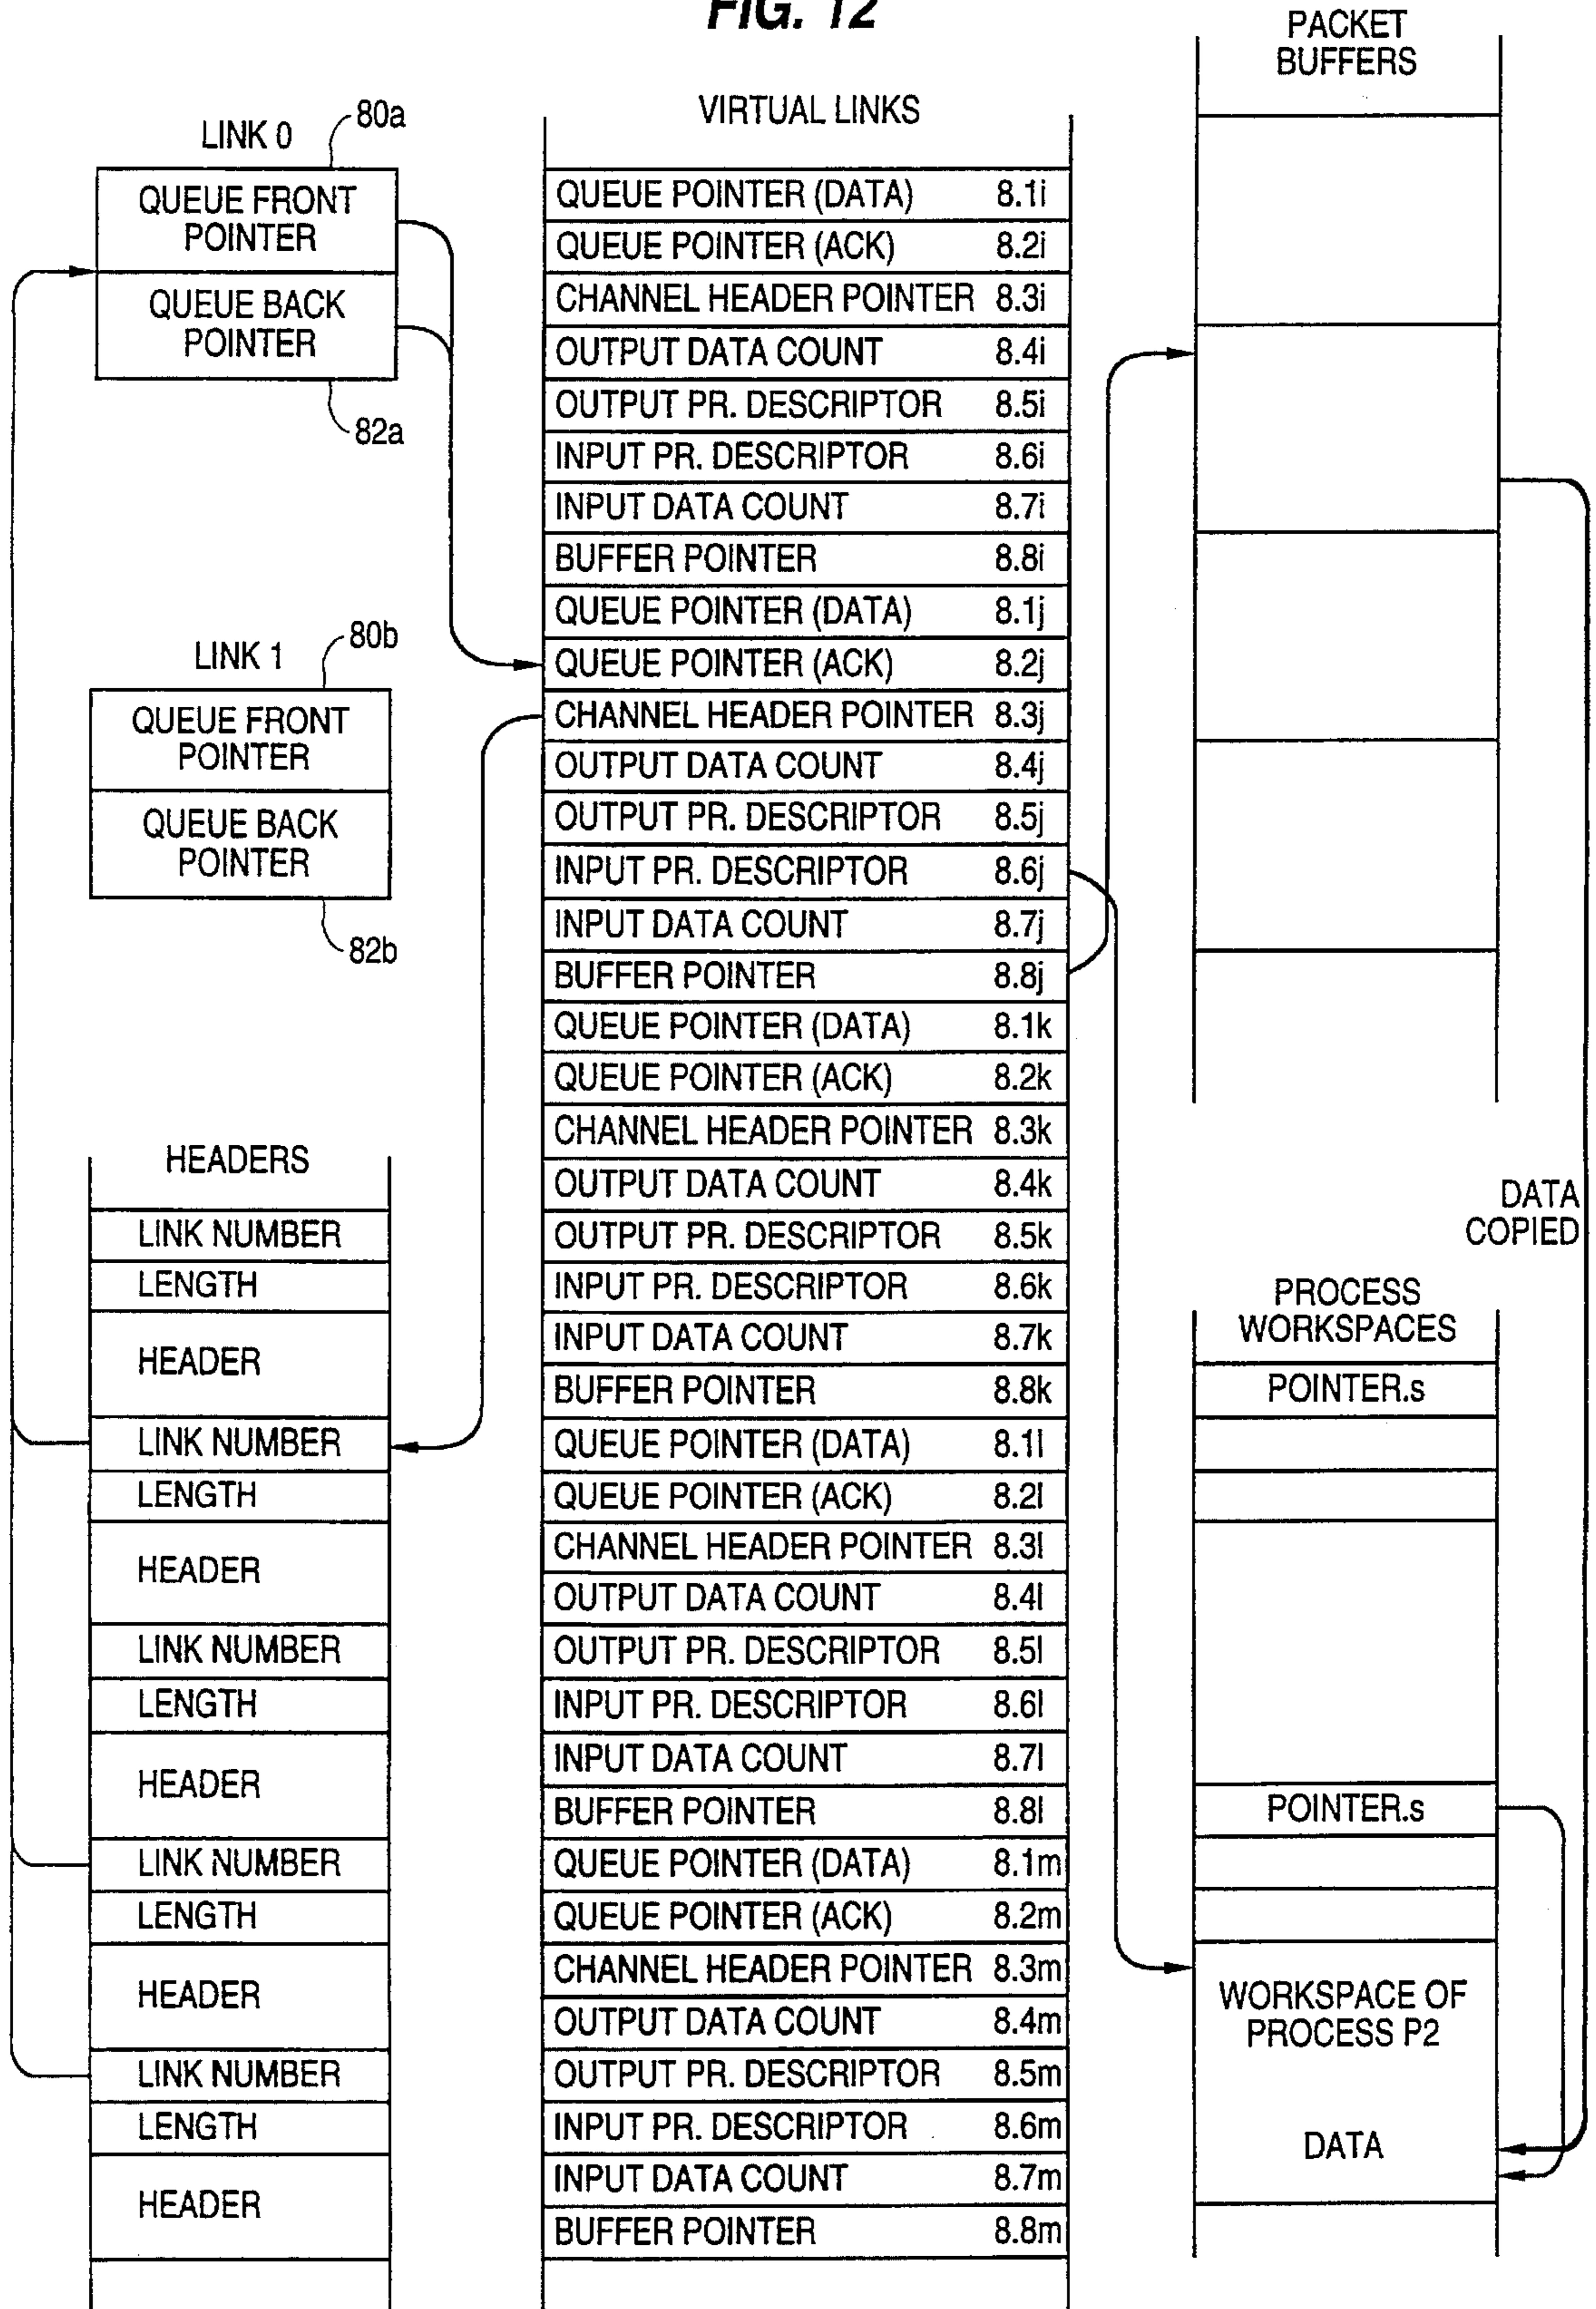 FIG. 12
LINK 0
80a
QUEUE FRONT
POINTER
QUEUE BACK
POINTER
82a
LINK 1
80b
QUEUE FRONT
POINTER
QUEUE BACK
POINTER
82b
HEADERS
LINK NUMBER
LENGTH
HEADER
LINK NUMBER
LENGTH
HEADER
LINK NUMBER
LENGTH
HEADER
LINK NUMBER
LENGTH
HEADER
LINK NUMBER
LENGTH
HEADER
VIRTUAL LINKS
QUEUE POINTER (DATA) 8.1i
QUEUE POINTER (ACK) 8.2i
CHANNEL HEADER POINTER 8.3i
OUTPUT DATA COUNT 8.4i
OUTPUT PR. DESCRIPTOR 8.5i
INPUT PR. DESCRIPTOR 8.6i
INPUT DATA COUNT 8.7i
BUFFER POINTER 8.8i
QUEUE POINTER (DATA) 8.1j
QUEUE POINTER (ACK) 8.2j
CHANNEL HEADER POINTER 8.3j
OUTPUT DATA COUNT 8.4j
OUTPUT PR. DESCRIPTOR 8.5j
INPUT PR. DESCRIPTOR 8.6j
INPUT DATA COUNT 8.7j
BUFFER POINTER 8.8j
QUEUE POINTER (DATA) 8.1k
QUEUE POINTER (ACK) 8.2k
CHANNEL HEADER POINTER 8.3k
OUTPUT DATA COUNT 8.4k
OUTPUT PR. DESCRIPTOR 8.5k
INPUT PR. DESCRIPTOR 8.6k
INPUT DATA COUNT 8.7k
BUFFER POINTER 8.8k
QUEUE POINTER (DATA) 8.1l
QUEUE POINTER (ACK) 8.2l
CHANNEL HEADER POINTER 8.3l
OUTPUT DATA COUNT 8.4l
OUTPUT PR. DESCRIPTOR 8.5l
INPUT PR. DESCRIPTOR 8.6l
INPUT DATA COUNT 8.7l
BUFFER POINTER 8.8l
QUEUE POINTER (DATA) 8.1m
QUEUE POINTER (ACK) 8.2m
CHANNEL HEADER POINTER 8.3m
OUTPUT DATA COUNT 8.4m
OUTPUT PR. DESCRIPTOR 8.5m
INPUT PR. DESCRIPTOR 8.6m
INPUT DATA COUNT 8.7m
BUFFER POINTER 8.8m
PACKET
BUFFERS
DATA
COPIED
PROCESS
WORKSPACES
POINTER.s
POINTER.s
WORKSPACE OF
PROCESS P2
DATA